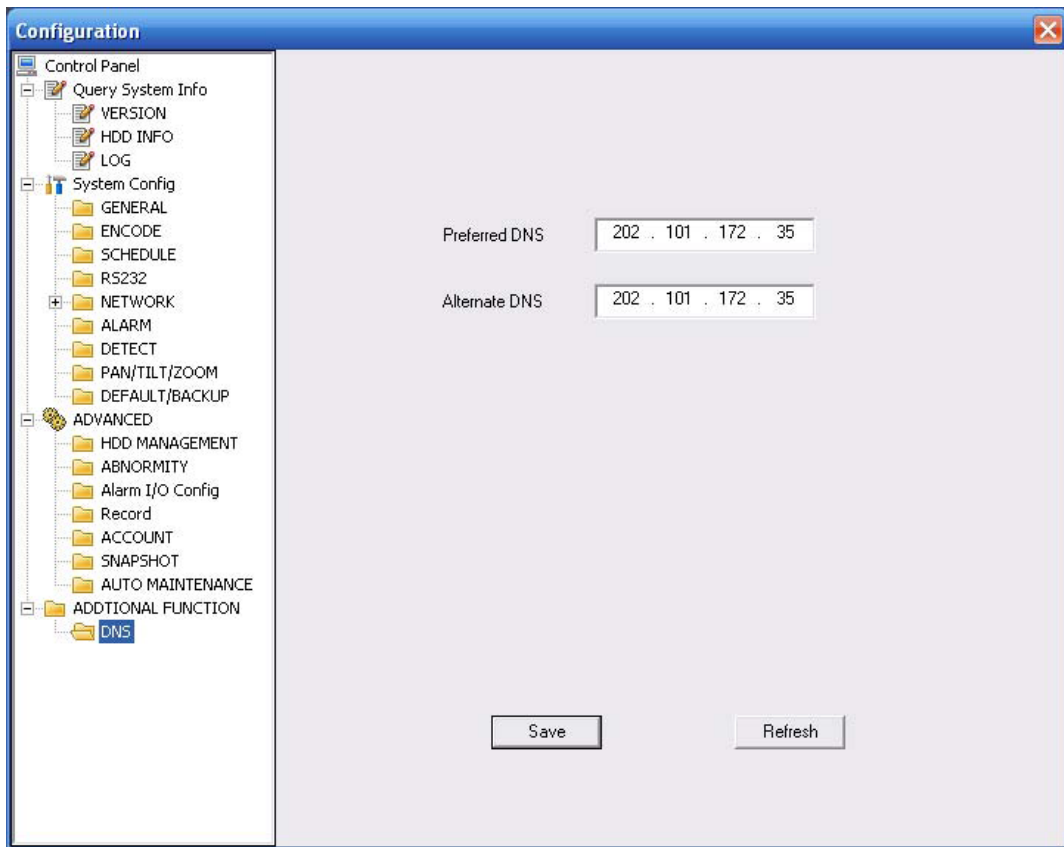 Configuration
Control Panel
Query System Info
VERSION
HDD INFO
LOG
System Config
GENERAL
ENCODE
SCHEDULE
RS232
NETWORK
ALARM
DETECT
PAN/TILT/ZOOM
DEFAULT/BACKUP
ADVANCED
HDD MANAGEMENT
ABNORMITY
Alarm I/O Config
Record
ACCOUNT
SNAPSHOT
AUTO MAINTENANCE
ADDTIONAL FUNCTION
DNS
Preferred DNS 202 . 101 . 172 . 35
Alternate DNS 202 . 101 . 172 . 35
Save Refresh